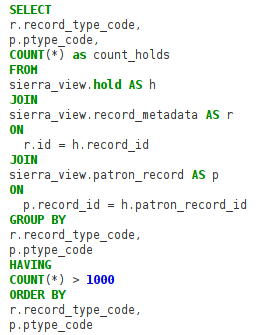 SELECT
r.record_type_code,
p.ptype_code,
COUNT(*) as count_holds
FROM
sierra_view.hold AS h
JOIN
sierra_view.record_metadata AS r
ON
  r.id = h.record_id
JOIN
sierra_view.patron_record AS p
ON
  p.record_id = h.patron_record_id
GROUP BY
r.record_type_code,
p.ptype_code
HAVING
COUNT(*) > 1000
ORDER BY
r.record_type_code,
p.ptype_code